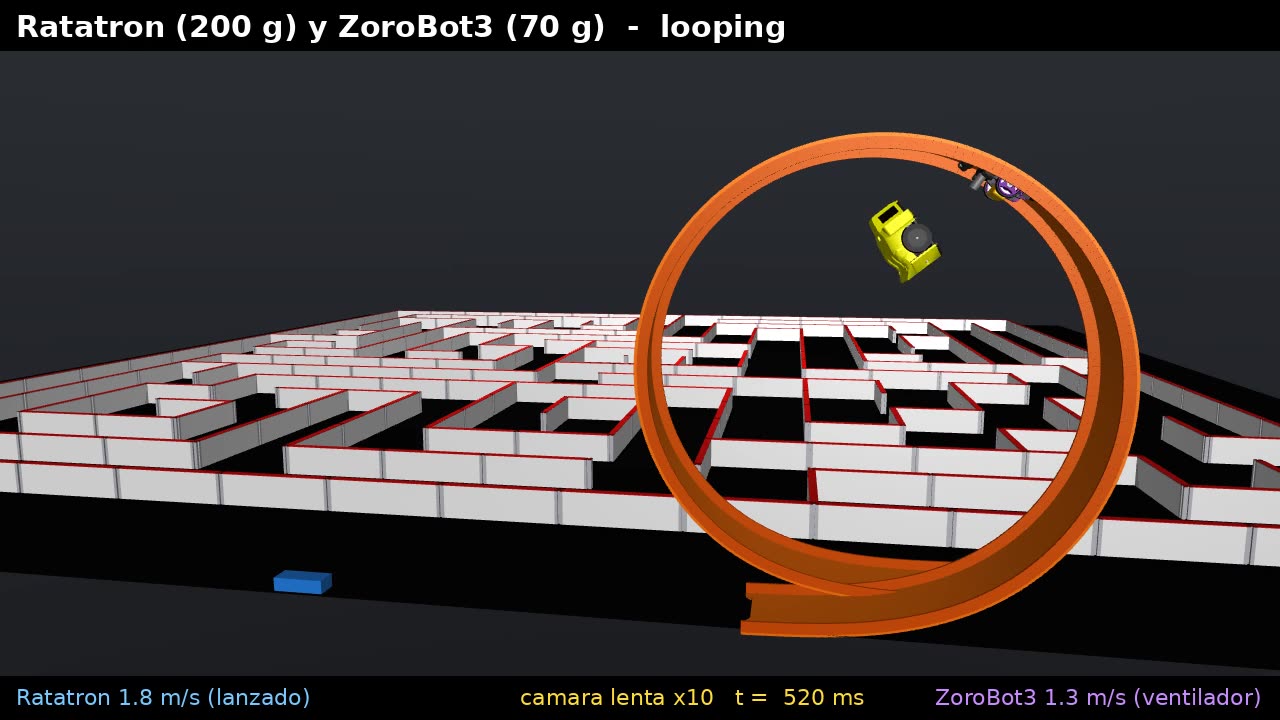 Ratatron (200 g) y ZoroBot3 (70 g)  -  looping
Ratatron 1.8 m/s (lanzado)
camara lenta x10   t =  520 ms
ZoroBot3 1.3 m/s (ventilador)